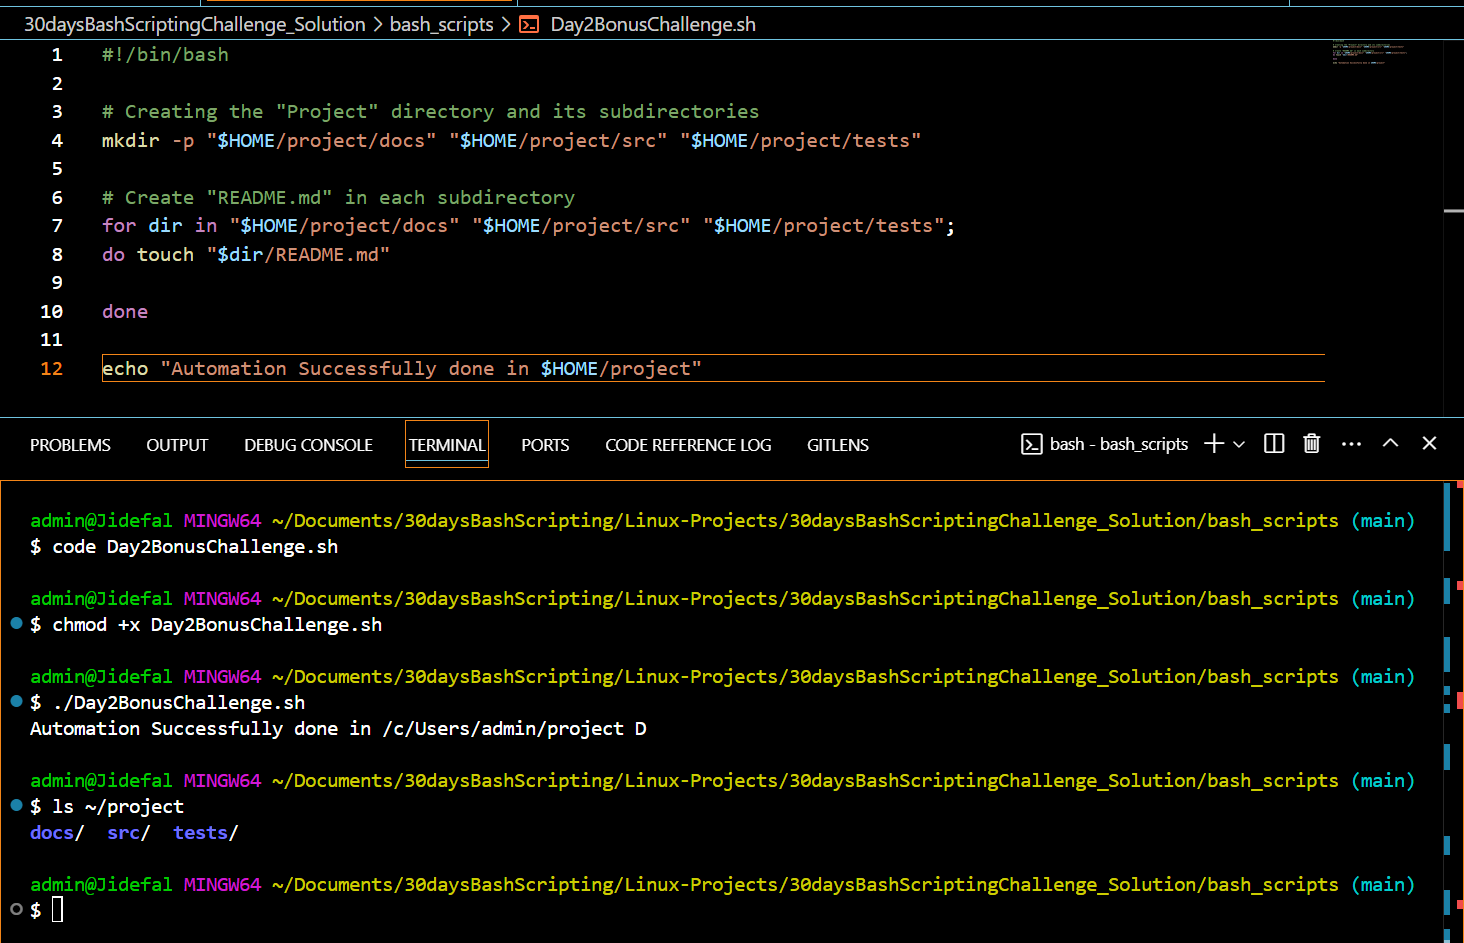 30daysBashScriptingChallenge_Solution > bash_scripts > Day2BonusChallenge.sh
1 #!/bin/bash
2
3 # Creating the "Project" directory and its subdirectories
4 mkdir -p "$HOME/project/docs" "$HOME/project/src" "$HOME/project/tests"
5
6 # Create "README.md" in each subdirectory
7 for dir in "$HOME/project/docs" "$HOME/project/src" "$HOME/project/tests";
8 do touch "$dir/README.md"
9
10 done
11
12 echo "Automation Successfully done in $HOME/project"
PROBLEMS OUTPUT DEBUG CONSOLE TERMINAL PORTS CODE REFERENCE LOG GITLENS bash - bash_scripts
admin@Jidefal MINGW64 ~/Documents/30daysBashScripting/Linux-Projects/30daysBashScriptingChallenge_Solution/bash_scripts (main)
$ code Day2BonusChallenge.sh
admin@Jidefal MINGW64 ~/Documents/30daysBashScripting/Linux-Projects/30daysBashScriptingChallenge_Solution/bash_scripts (main)
$ chmod +x Day2BonusChallenge.sh
admin@Jidefal MINGW64 ~/Documents/30daysBashScripting/Linux-Projects/30daysBashScriptingChallenge_Solution/bash_scripts (main)
$ ./Day2BonusChallenge.sh
Automation Successfully done in /c/Users/admin/project D
admin@Jidefal MINGW64 ~/Documents/30daysBashScripting/Linux-Projects/30daysBashScriptingChallenge_Solution/bash_scripts (main)
$ ls ~/project
docs/ src/ tests/
admin@Jidefal MINGW64 ~/Documents/30daysBashScripting/Linux-Projects/30daysBashScriptingChallenge_Solution/bash_scripts (main)
$